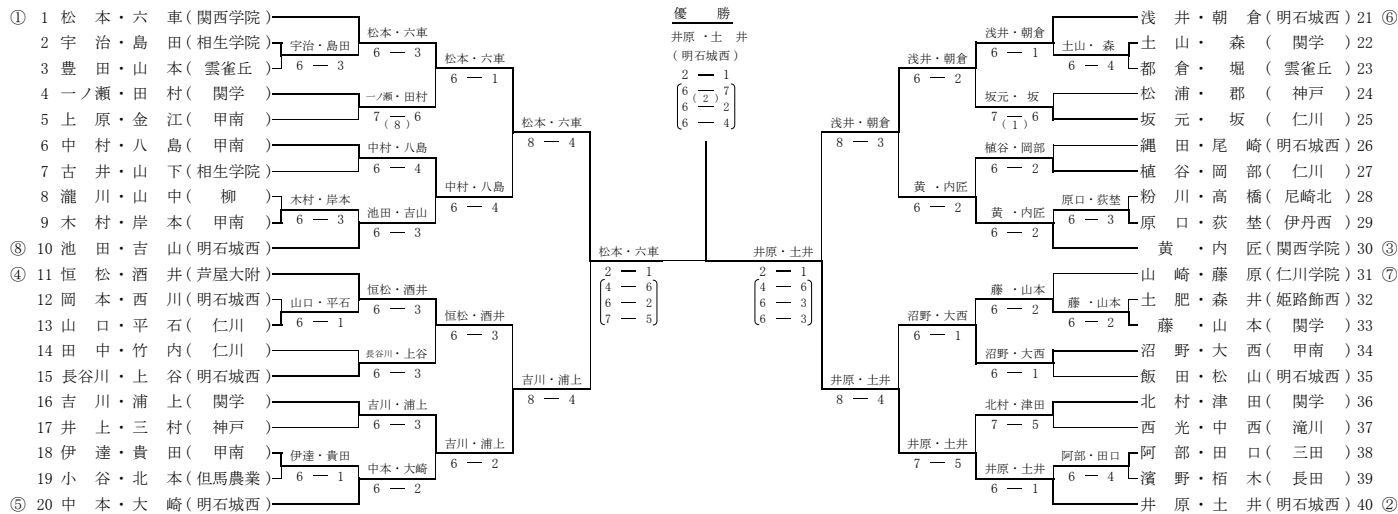 優　勝
井原・土井
(明石城西)
2 ― 1
6 ― 7
(2)
6 ― 2
6 ― 4
① 1 松本・六車(関西学院)
2 宇治・島田(相生学院)
3 豊田・山本(雲雀丘)
4 一ノ瀬・田村(関学)
5 上原・金江(甲南)
6 中村・八島(甲南)
7 古井・山下(相生学院)
8 瀧川・山中(柳)
9 木村・岸本(甲南)
⑧ 10 池田・吉山(明石城西)
④ 11 恒松・酒井(芦屋大附)
12 岡本・西川(明石城西)
13 山口・平石(仁川)
14 田中・竹内(仁川)
15 長谷川・上谷(明石城西)
16 吉川・浦上(関学)
17 井上・三村(神戸)
18 伊達・貴田(甲南)
19 小谷・北本(但馬農業)
⑤ 20 中本・大崎(明石城西)
宇治・島田
6 ― 3
木村・岸本
6 ― 3
山口・平石
6 ― 1
伊達・貴田
6 ― 1
松本・六車
6 ― 3
一ノ瀬・田村
7 ― 6
(8)
中村・八島
6 ― 4
池田・吉山
6 ― 3
恒松・酒井
6 ― 3
長谷川・上谷
6 ― 3
吉川・浦上
6 ― 3
中本・大崎
6 ― 2
松本・六車
6 ― 1
中村・八島
6 ― 4
恒松・酒井
6 ― 3
吉川・浦上
6 ― 2
松本・六車
8 ― 4
吉川・浦上
8 ― 4
松本・六車
2 ― 1
4 ― 6
6 ― 2
7 ― 5
井原・土井
2 ― 1
4 ― 6
6 ― 3
6 ― 3
浅井・朝倉
8 ― 3
井原・土井
8 ― 4
浅井・朝倉
6 ― 2
黄・内匠
6 ― 2
沼野・大西
6 ― 1
井原・土井
7 ― 5
浅井・朝倉
6 ― 1
坂元・坂
7 ― 6
(1)
植谷・岡部
6 ― 2
黄・内匠
6 ― 2
藤・山本
6 ― 2
沼野・大西
6 ― 1
北村・津田
7 ― 5
井原・土井
6 ― 1
土山・森
6 ― 4
原口・荻埜
6 ― 3
藤・山本
6 ― 2
阿部・田口
6 ― 4
浅井・朝倉(明石城西) 21 ⑥
土山・森(関学) 22
都倉・堀(雲雀丘) 23
松浦・郡(神戸) 24
坂元・坂(仁川) 25
縄田・尾崎(明石城西) 26
植谷・岡部(仁川) 27
粉川・高橋(尼崎北) 28
原口・荻埜(伊丹西) 29
黄・内匠(関西学院) 30 ③
山崎・藤原(仁川学院) 31 ⑦
土肥・森井(姫路飾西) 32
藤・山本(関学) 33
沼野・大西(甲南) 34
飯田・松山(明石城西) 35
北村・津田(関学) 36
西光・中西(滝川) 37
阿部・田口(三田) 38
濱野・栢木(長田) 39
井原・土井(明石城西) 40 ②